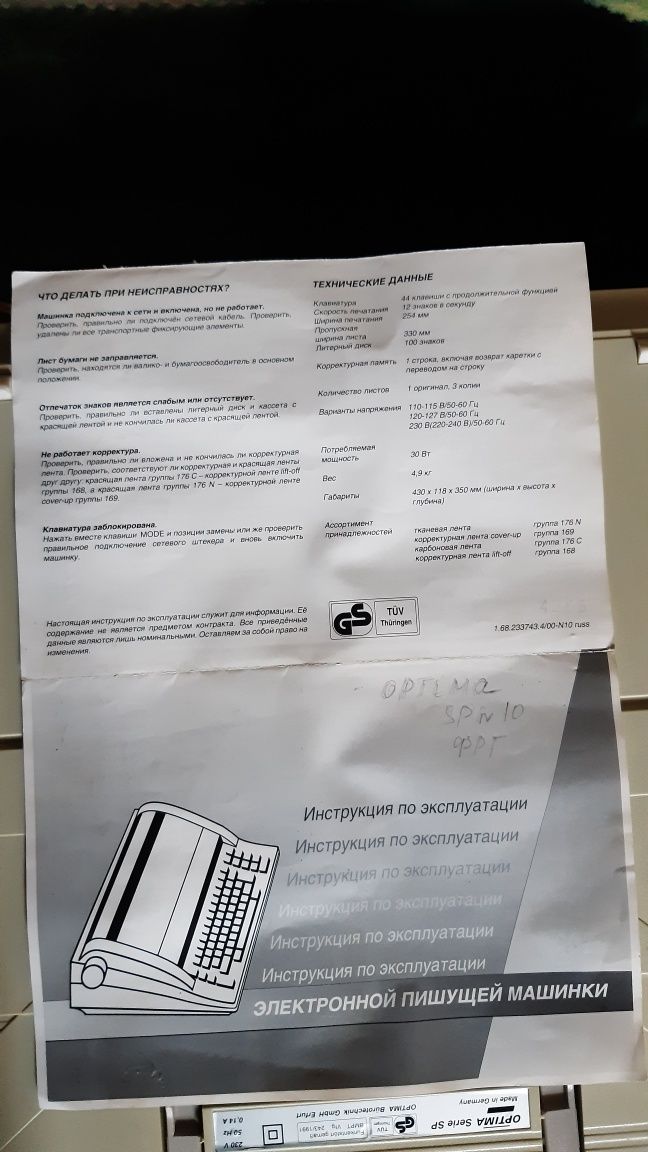 ЧТО ДЕЛАТЬ ПРИ НЕИСПРАВНОСТЯХ?
Машинка подключена к сети и включена, но не работает.
Проверить, правильно ли подключён сетевой кабель. Проверить,
удалены ли все транспортные фиксирующие элементы.
Лист бумаги не заправляется.
Проверить, находятся ли валико- и бумагоосвободитель в основном
положении.
Отпечаток знаков является слабым или отсутствует.
Проверить, правильно ли вставлены литерный диск и кассета с
красящей лентой и не кончилась ли кассета с красящей лентой.
Не работает корректура.
Проверить, правильно ли вложена и не кончилась ли корректурная
лента. Проверить, соответствуют ли корректурная и красящая ленты
друг другу: красящая лента группы 176 C – корректурной ленте lift-off
группы 168, а красящая лента группы 176 N – корректурной ленте
cover-up группы 169.
Клавиатура заблокирована.
Нажать вместе клавиши MODE и позиции замены или же проверить
правильное подключение сетевого штекера и вновь включить
машинку.
Настоящая инструкция по эксплуатации служит для информации. Её
содержание не является предметом контракта. Все приведённые
данные являются лишь номинальными. Оставляем за собой право на
изменения.
ТЕХНИЧЕСКИЕ ДАННЫЕ
Клавиатура 44 клавиши с продолжительной функцией
Скорость печатания 12 знаков в секунду
Ширина печатания 254 мм
Пропускная
ширина листа 330 мм
Литерный диск 100 знаков
Корректурная память 1 строка, включая возврат каретки с
переводом на строку
Количество листов 1 оригинал, 3 копии
Варианты напряжения 110-115 В/50-60 Гц
120-127 В/50-60 Гц
230 В(220-240 В)/50-60 Гц
Потребляемая
мощность 30 Вт
Вес 4,9 кг
Габариты 430 x 118 x 350 мм (ширина x высота x
глубина)
Ассортимент
принадлежностей
тканевая лента группа 176 N
корректурная лента cover-up группа 169
карбоновая лента группа 176 C
корректурная лента lift-off группа 168
GS TÜV
Thüringen
1.68.233743.4/00-N10 russ
OPTIMA
SP 10
ФРГ
Инструкция по эксплуатации
Инструкция по эксплуатации
Инструкция по эксплуатации
Инструкция по эксплуатации
Инструкция по эксплуатации
Инструкция по эксплуатации
ЭЛЕКТРОННОЙ ПИШУЩЕЙ МАШИНКИ
OPTIMA Serie SP
Made in Germany
OPTIMA Bürotechnik GmbH Erfurt
GS TÜV
Funkentstört gemäß
BMPT Vfg 243/1991
230 V
50 Hz
0,14 A